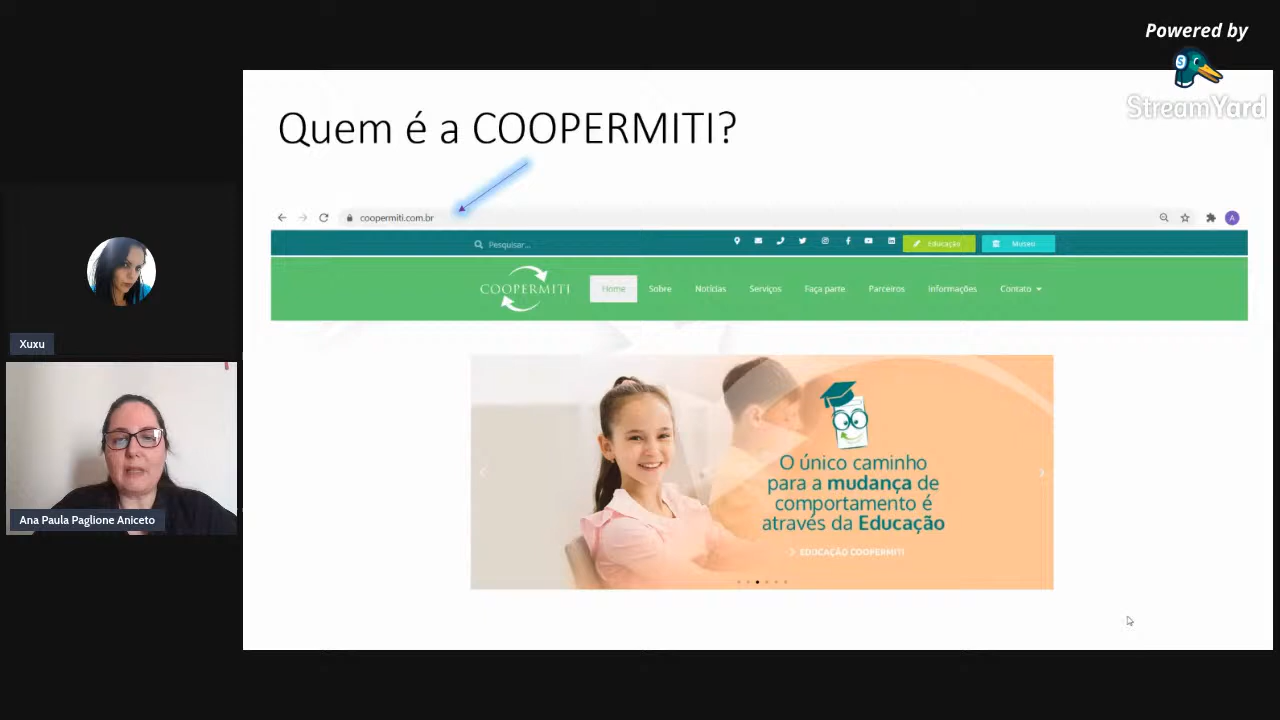 Powered by
StreamYard
Quem é a COOPERMITI?
coopermiti.com.br
A
Pesquisar...
Educação
Museu
COOPERMITI
Home
Sobre
Notícias
Serviços
Faça parte
Parceiros
Informações
Contato
Xuxu
Ana Paula Paglione Aniceto
O único caminho
para a mudança de
comportamento é
através da Educação
EDUCAÇÃO COOPERMITI